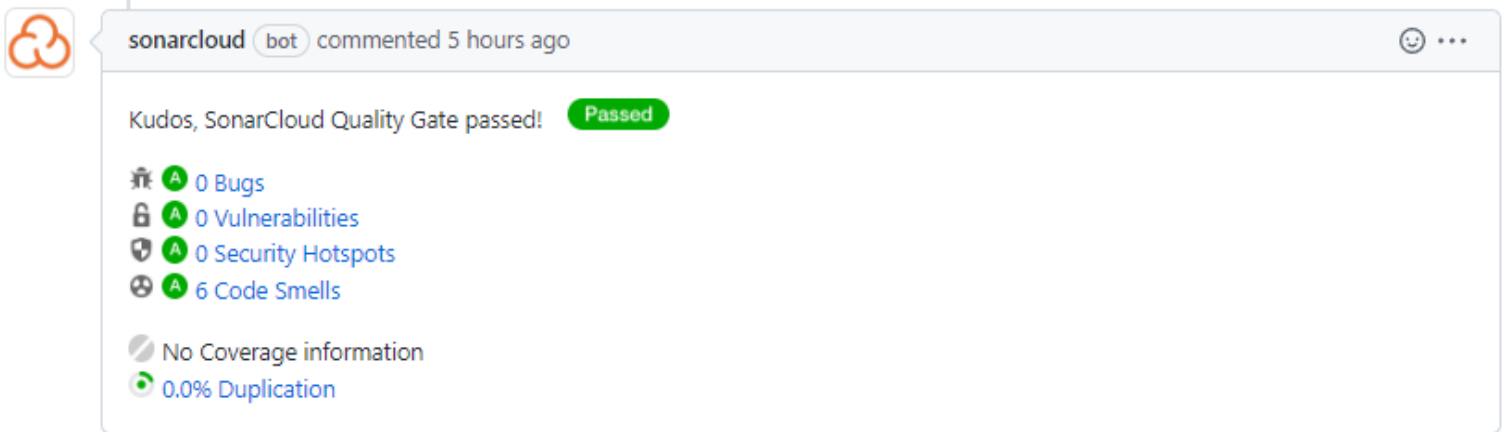 sonarcloud bot commented 5 hours ago
Kudos, SonarCloud Quality Gate passed! Passed
A 0 Bugs
A 0 Vulnerabilities
A 0 Security Hotspots
A 6 Code Smells
No Coverage information
0.0% Duplication